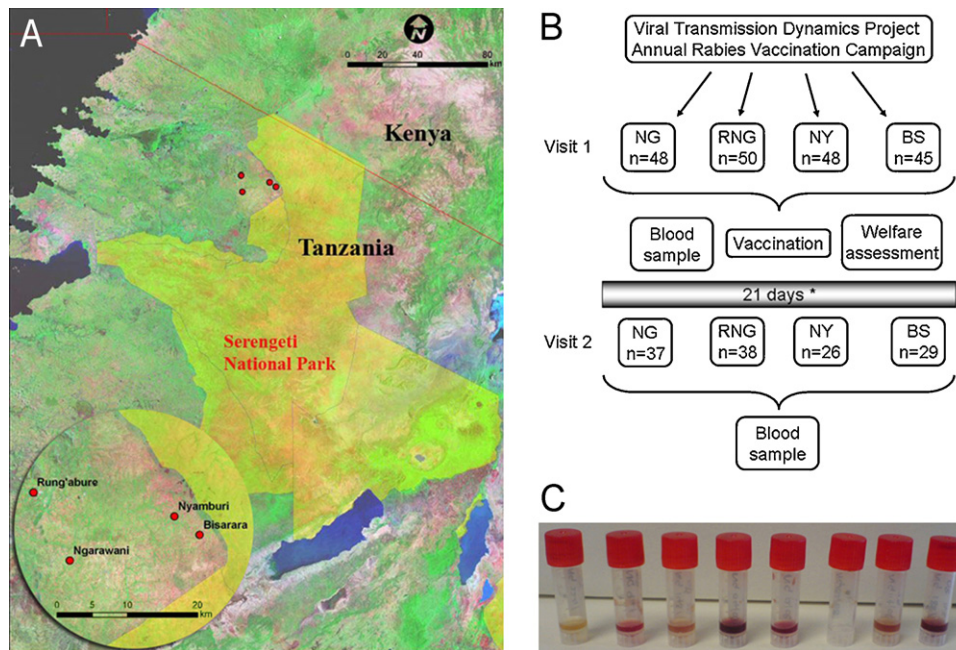 A
N
0 20 40 80
km
Kenya
Tanzania
Serengeti
National Park
Rung'abure
Nyamburi
Bisarara
Ngarawani
0 10 20
km
B
Viral Transmission Dynamics Project
Annual Rabies Vaccination Campaign
Visit 1
NG
n=48
RNG
n=50
NY
n=48
BS
n=45
Blood
sample
Vaccination
Welfare
assessment
21 days *
Visit 2
NG
n=37
RNG
n=38
NY
n=26
BS
n=29
Blood
sample
C